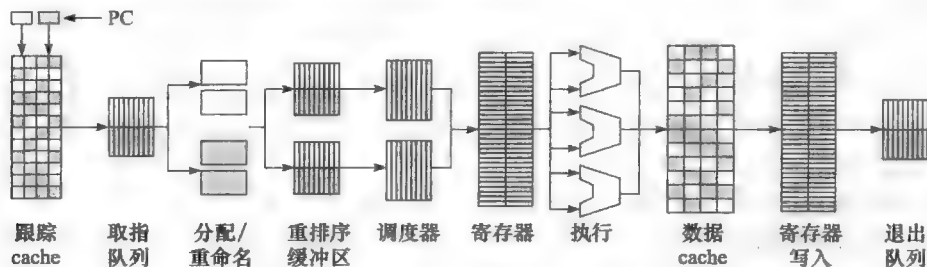 PC
跟踪
cache
取指
队列
分配/
重命名
重排序
缓冲区
调度器
寄存器
执行
数据
cache
寄存器
写入
退出
队列